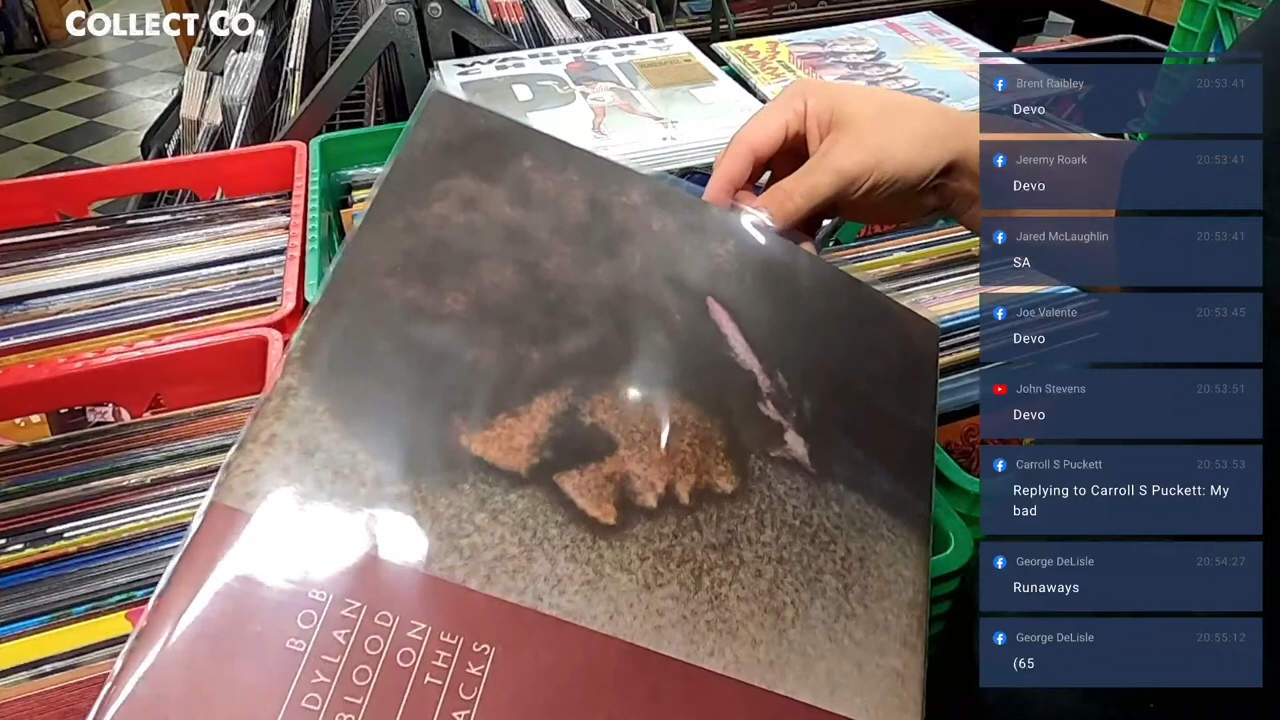 COLLECT CO.
WARRANT
BOB
DYLAN
BLOOD
ON
THE
ACKS
Brent Raibley 20:53:41
Devo
Jeremy Roark 20:53:41
Devo
Jared McLaughlin 20:53:41
SA
Joe Valente 20:53:45
Devo
John Stevens 20:53:51
Devo
Carroll S Puckett 20:53:53
Replying to Carroll S Puckett: My
bad
George DeLisle 20:54:27
Runaways
George DeLisle 20:55:12
(65